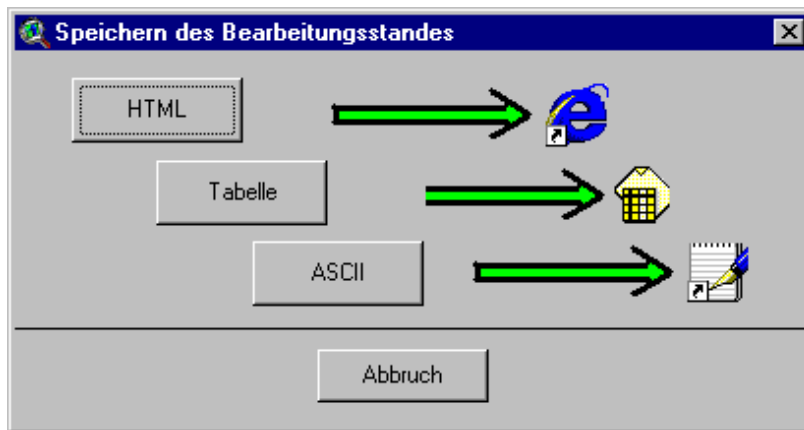 Speichern des Bearbeitungsstandes
HTML
Tabelle
ASCII
Abbruch